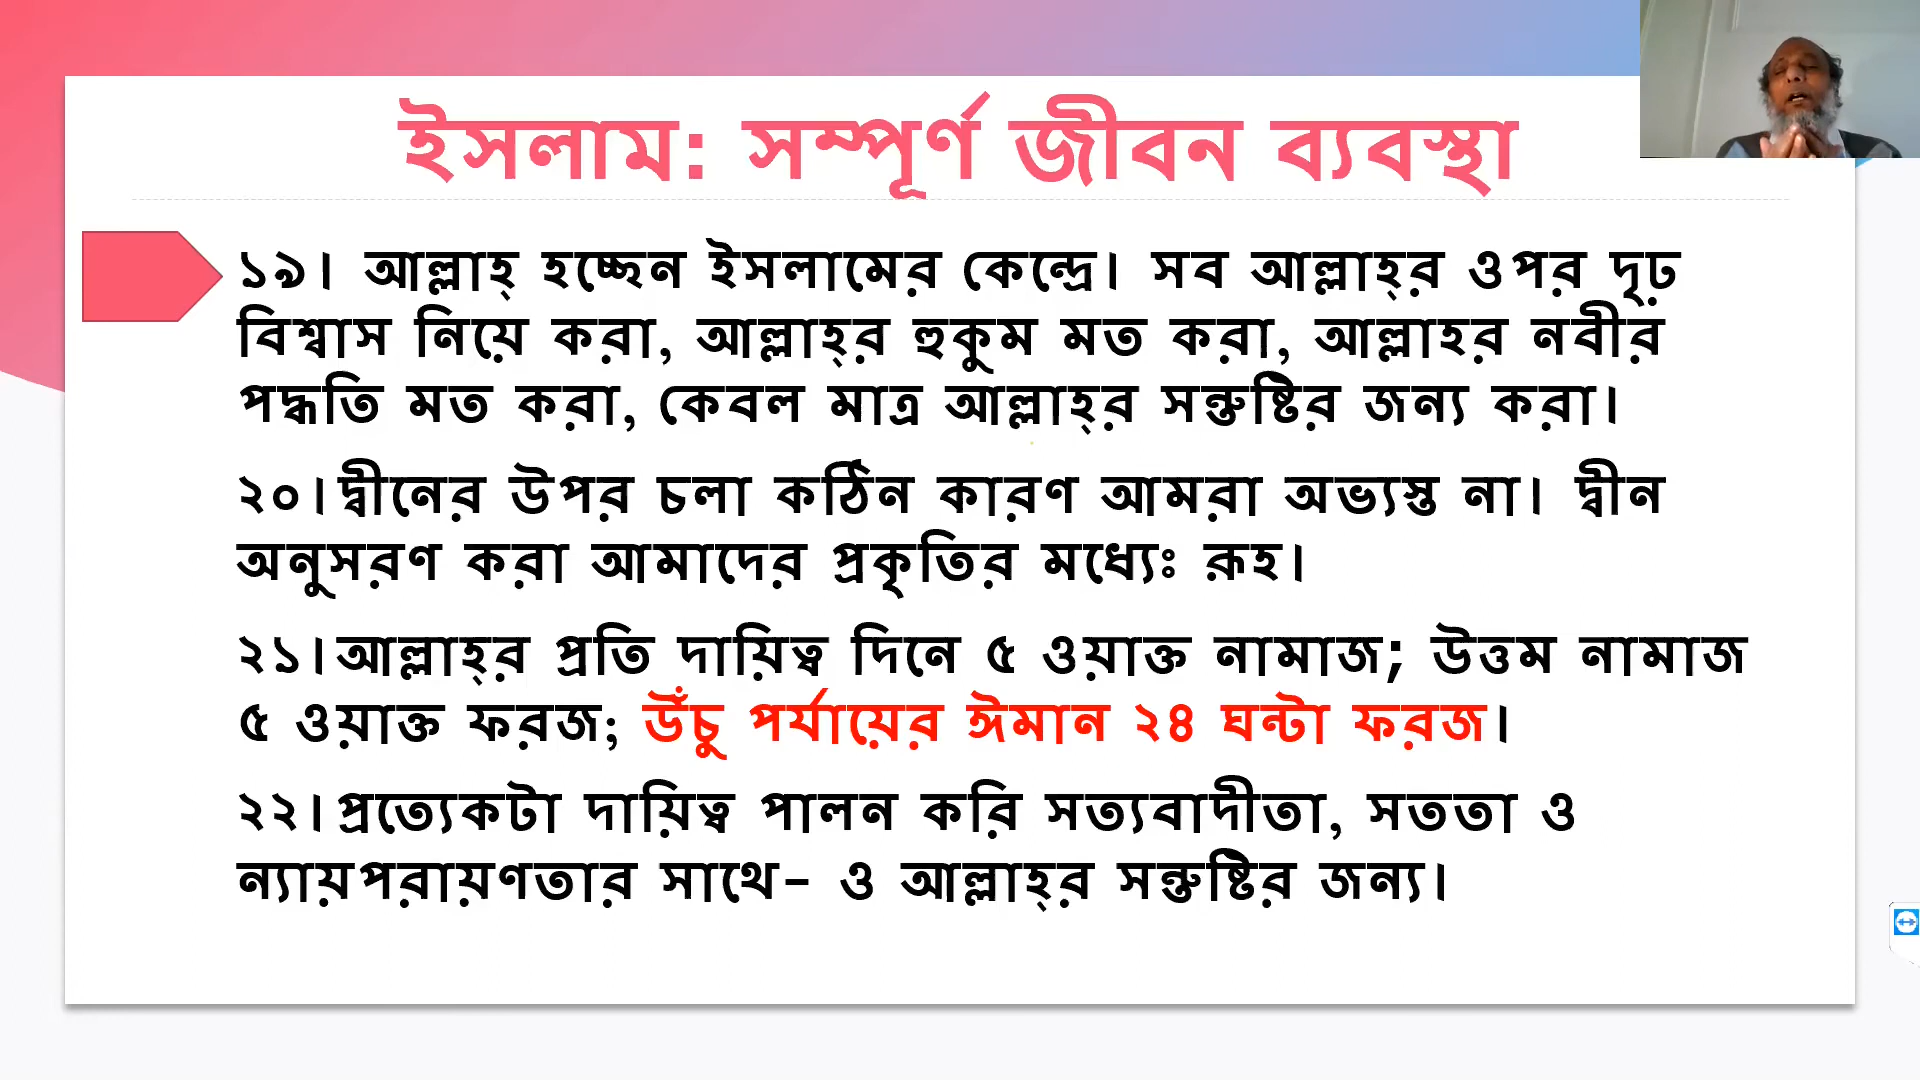 ইসলাম: সম্পূর্ণ জীবন ব্যবস্থা
১৯। আল্লাহ্ হচ্ছেন ইসলামের কেন্দ্রে। সব আল্লাহ্‌র ওপর দৃঢ়
বিশ্বাস নিয়ে করা, আল্লাহ্‌র হুকুম মত করা, আল্লাহর নবীর
পদ্ধতি মত করা, কেবল মাত্র আল্লাহ্‌র সন্তুষ্টির জন্য করা।
২০। দ্বীনের উপর চলা কঠিন কারণ আমরা অভ্যস্ত না। দ্বীন
অনুসরণ করা আমাদের প্রকৃতির মধ্যেঃ রূহ।
২১। আল্লাহ্‌র প্রতি দায়িত্ব দিনে ৫ ওয়াক্ত নামাজ; উত্তম নামাজ
৫ ওয়াক্ত ফরজ; উঁচু পর্যায়ের ঈমান ২৪ ঘন্টা ফরজ।
২২। প্রত্যেকটা দায়িত্ব পালন করি সত্যবাদীতা, সততা ও
ন্যায়পরায়ণতার সাথে– ও আল্লাহ্‌র সন্তুষ্টির জন্য।